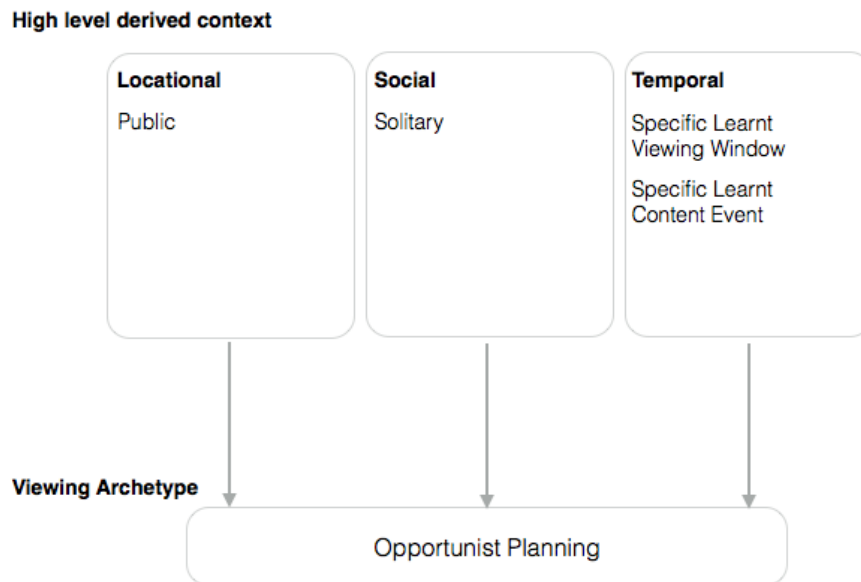 High level derived context
Locational
Public
Social
Solitary
Temporal
Specific Learnt
Viewing Window
Specific Learnt
Content Event
Viewing Archetype
Opportunist Planning